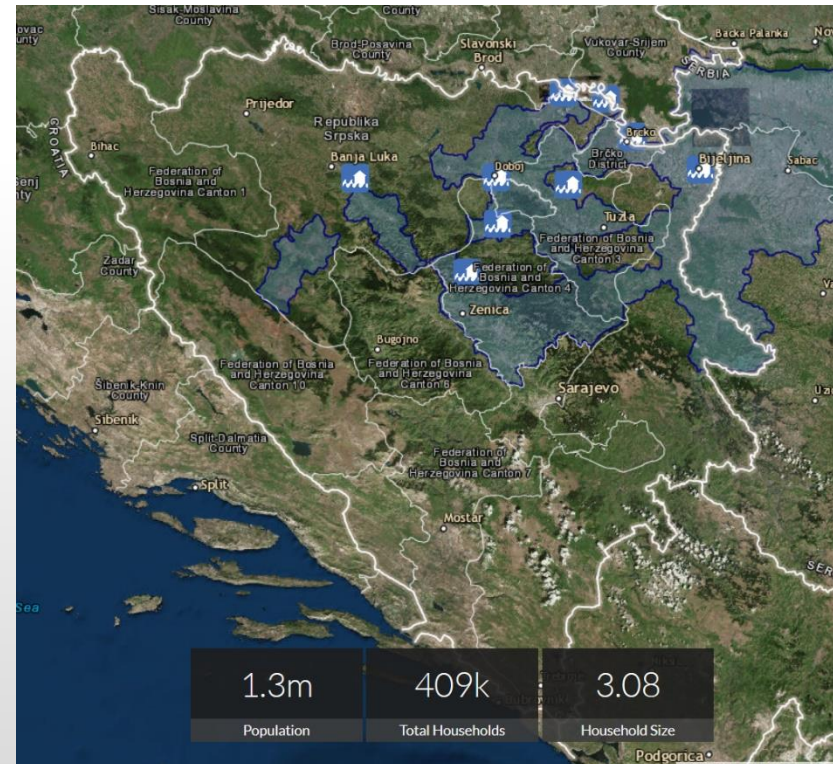 Sisak-Moslavina
County
County
Brod-Posavina
County
Slavonski
Brod
Vukovar-Srijem
County
Backa Palanka
SERBIA
CROATIA
Prijedor
Republika
Srpska
Bihac
Banja Luka
Doboj
Brcko
Brčko
District
Bijeljina
Sabac
Federation of
Bosnia and
Herzegovina Canton 1
Tuzla
Federation of Bosnia
and Herzegovina
Canton 3
Zadar
County
Federation of
Bosnia and
Herzegovina Canton 4
Zenica
Bugojno
Federation of Bosnia
and Herzegovina
Canton 10
Federation of Bosnia
and Herzegovina
Canton 6
Sarajevo
Šibenik-Knin
County
Sibenik
Split-Dalmatia
County
Federation of
Bosnia and
Herzegovina Canton 7
Split
Mostar
Sea
1.3m
Population
409k
Total Households
3.08
Household Size
Podgorica